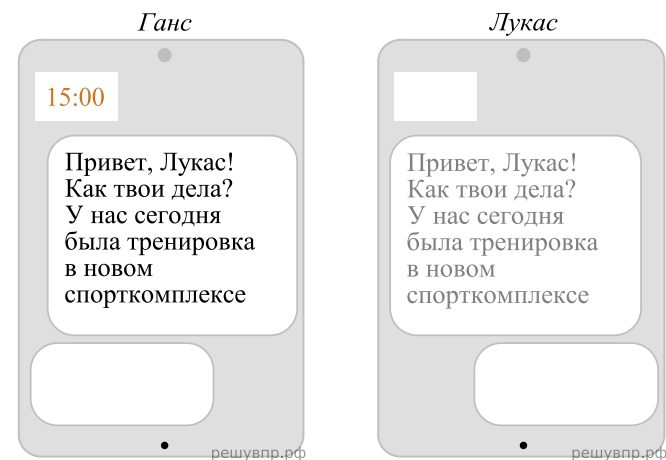 Ганс
15:00
Привет, Лукас!
Как твои дела?
У нас сегодня
была тренировка
в новом
спорткомплексе
решувпр.рф
Лукас
Привет, Лукас!
Как твои дела?
У нас сегодня
была тренировка
в новом
спорткомплексе
решувпр.рф